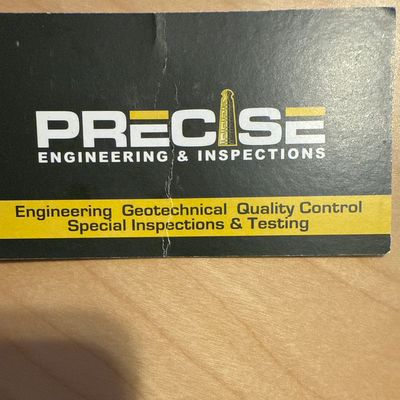 PRECISE
ENGINEERING & INSPECTIONS
Engineering Geotechnical Quality Control
Special Inspections & Testing